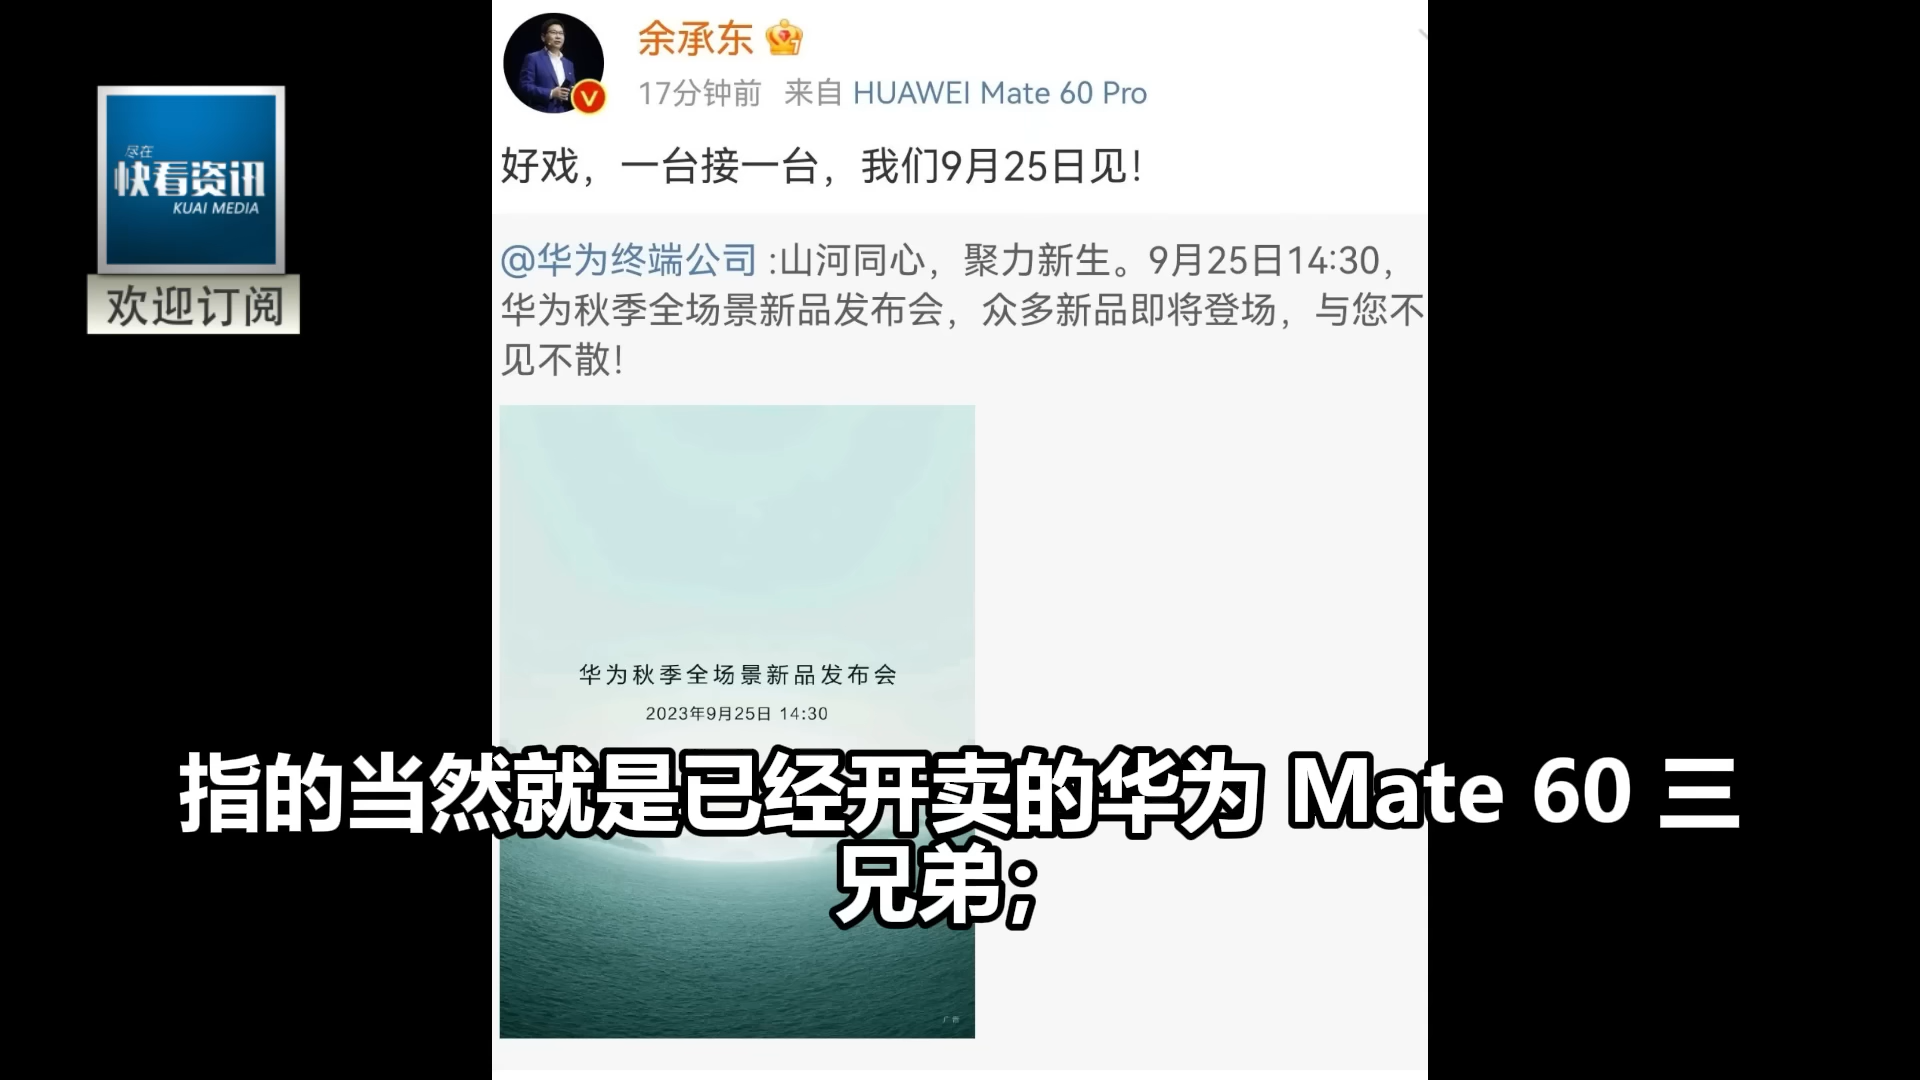 尽在
快看资讯
KUAI MEDIA
欢迎订阅
余承东
17分钟前 来自 HUAWEI Mate 60 Pro
好戏，一台接一台，我们9月25日见！
@华为终端公司 :山河同心，聚力新生。9月25日14:30，
华为秋季全场景新品发布会，众多新品即将登场，与您不
见不散！
华为秋季全场景新品发布会
2023年9月25日 14:30
指的当然就是已经开卖的华为 Mate 60 三
兄弟；
广告